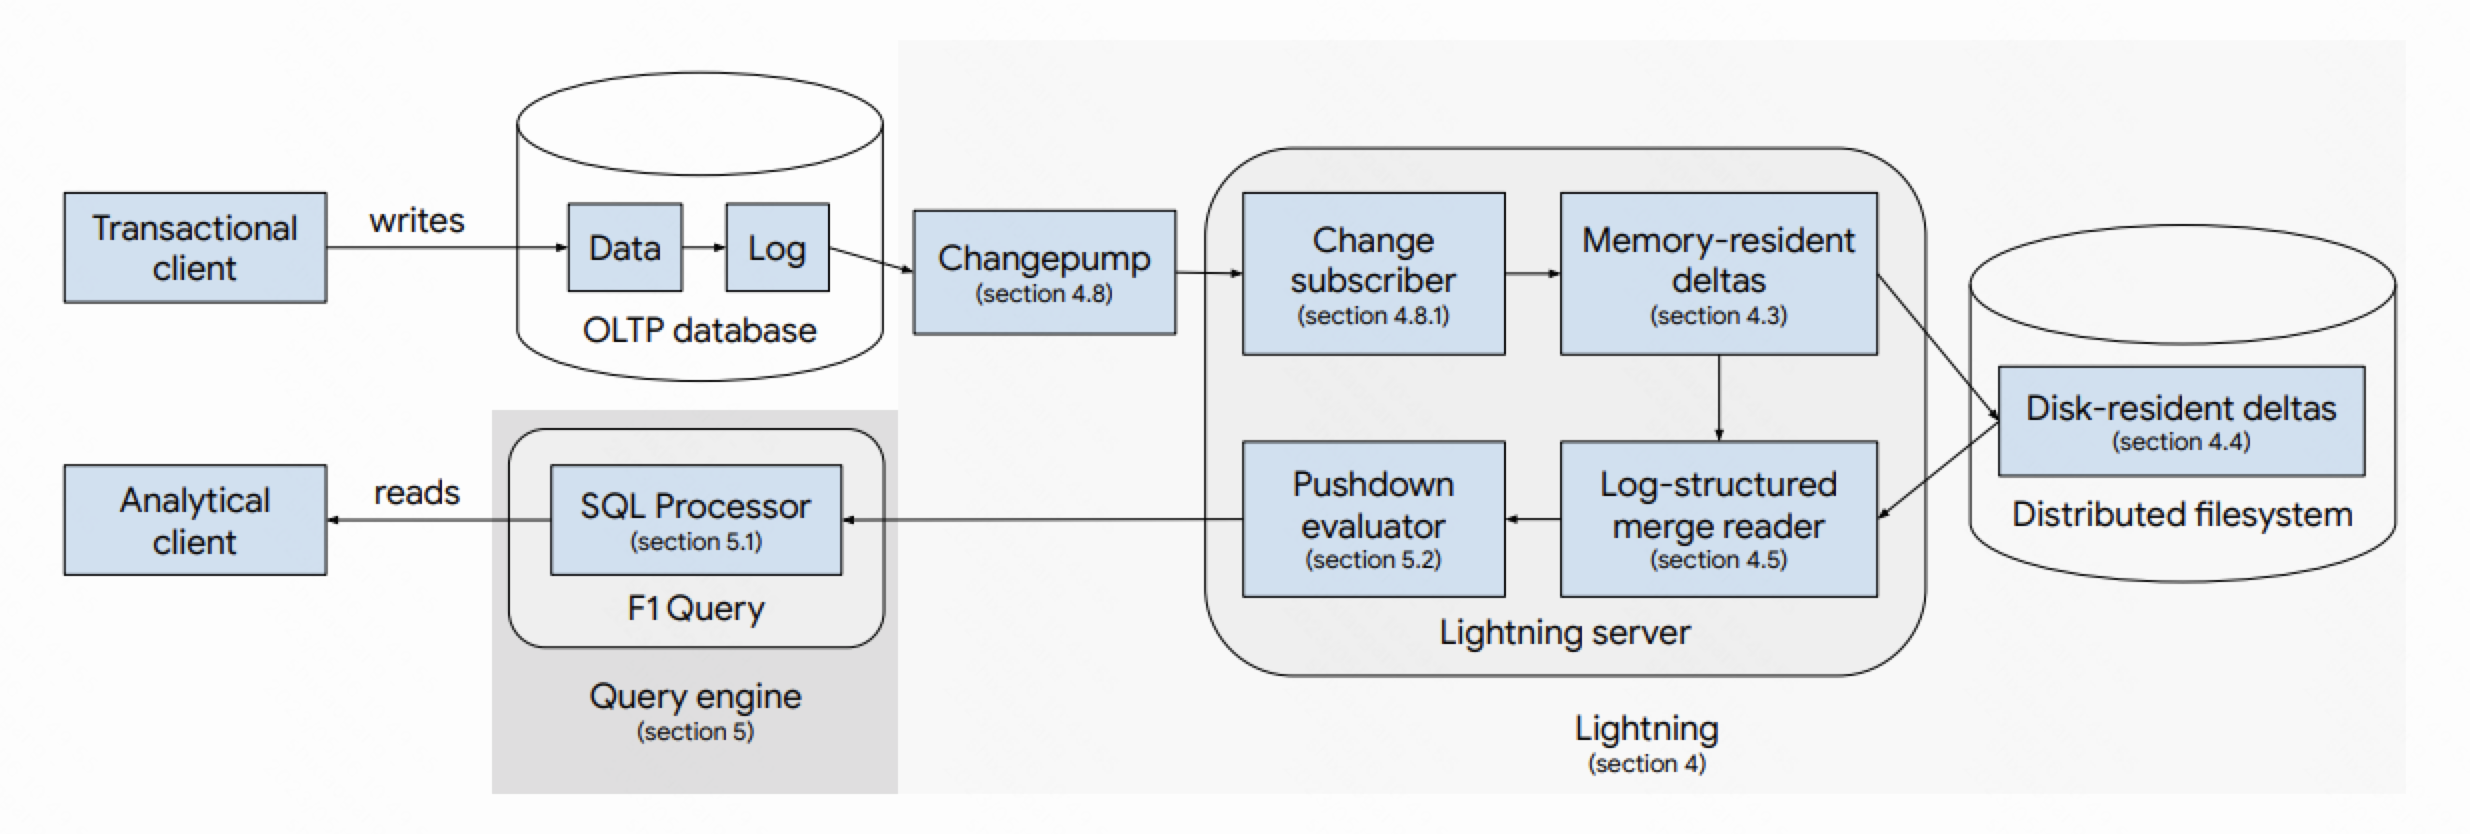 Transactional
client
writes
Data
Log
OLTP database
Changepump
(section 4.8)
Change
subscriber
(section 4.8.1)
Memory-resident
deltas
(section 4.3)
Disk-resident deltas
(section 4.4)
Distributed filesystem
Log-structured
merge reader
(section 4.5)
Pushdown
evaluator
(section 5.2)
Lightning server
Lightning
(section 4)
SQL Processor
(section 5.1)
F1 Query
Query engine
(section 5)
reads
Analytical
client